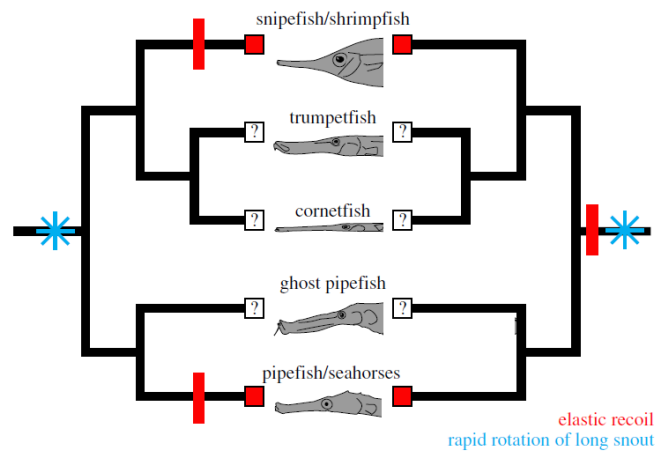 snipefish/shrimpfish
trumpetfish
? ?
cornetfish
? ?
ghost pipefish
? ?
pipefish/seahorses
elastic recoil
rapid rotation of long snout